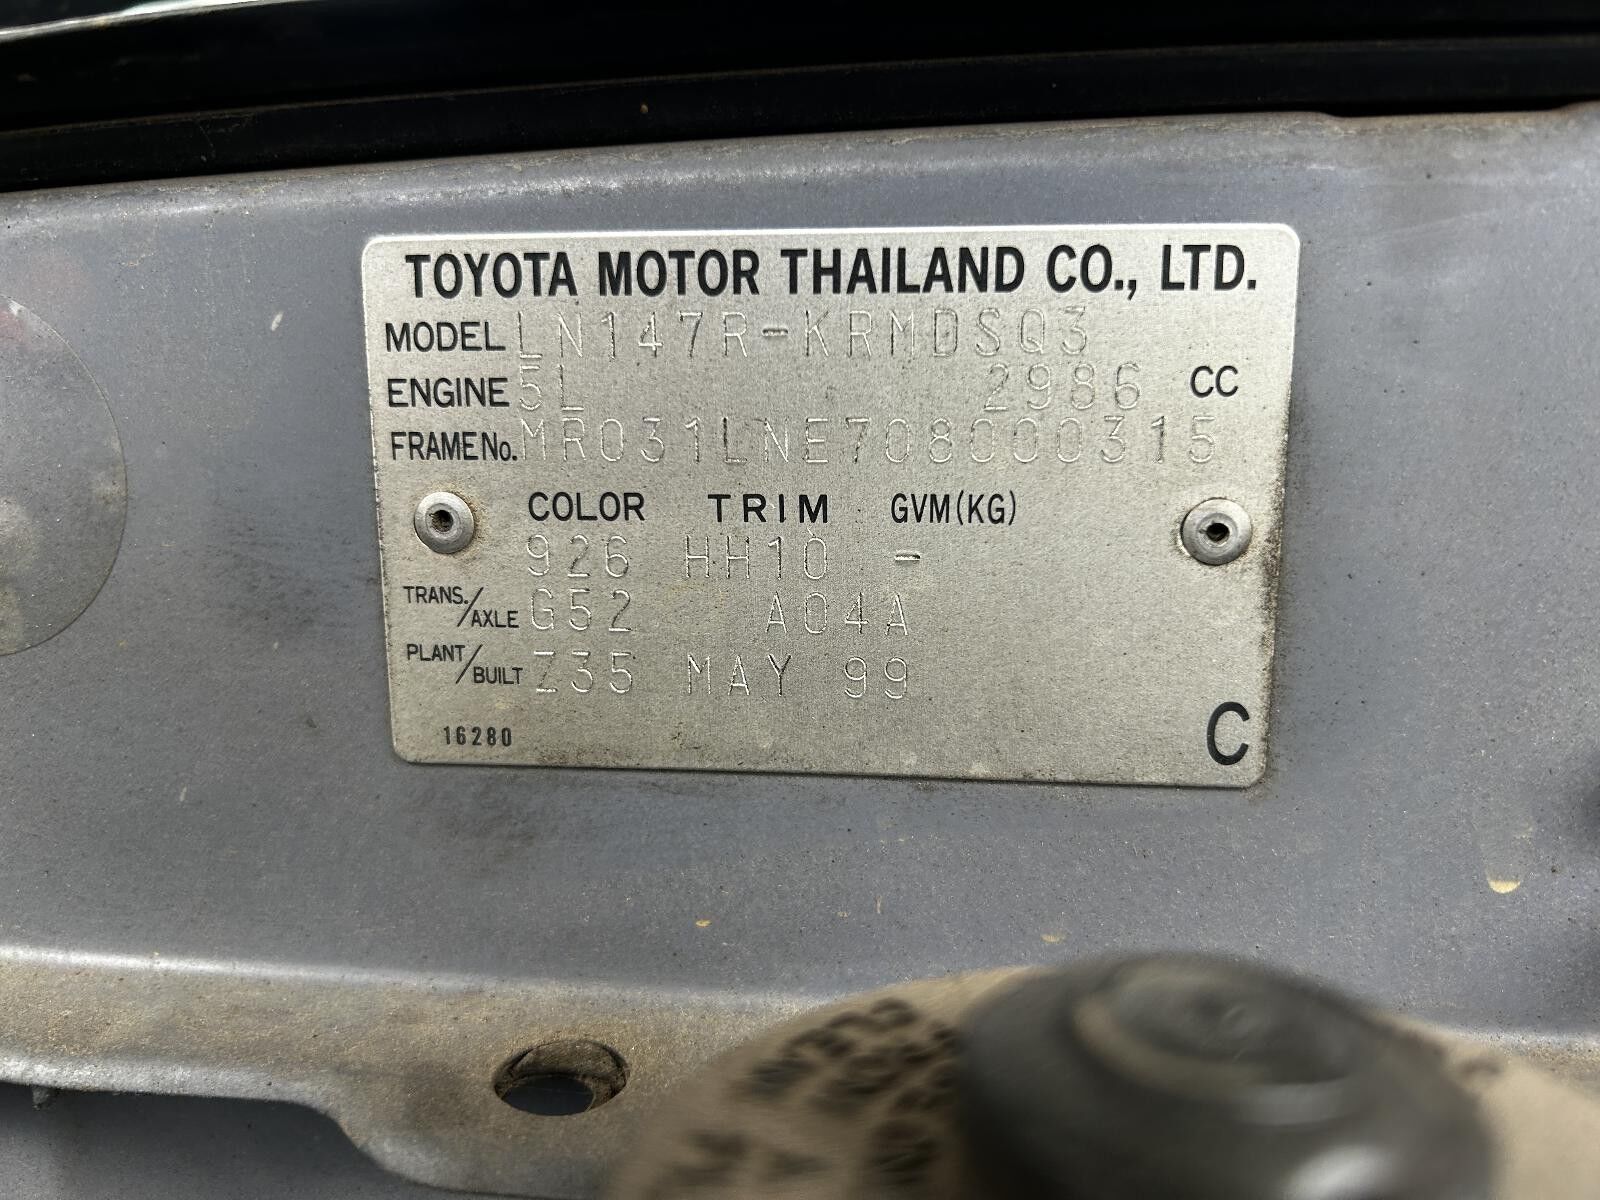 TOYOTA MOTOR THAILAND CO., LTD.
MODEL LN147R-KRMDSQ3
ENGINE 5L 2986 CC
FRAME No. MR031LNE708000315
COLOR TRIM GVM(KG)
926 HH10 -
TRANS./AXLE G52 A04A
PLANT/BUILT Z35 MAY 99
16280 C